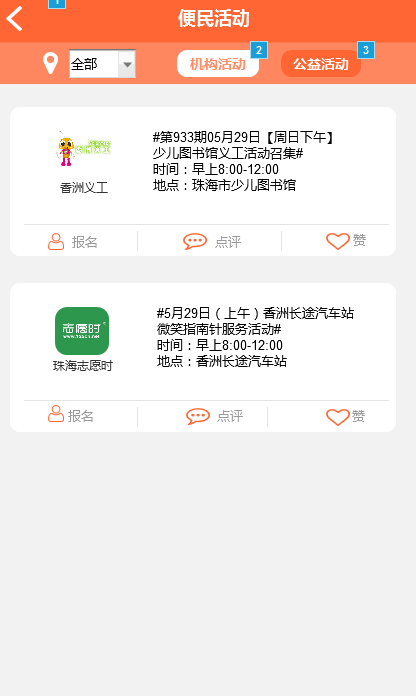 1
便民活动
全部
机构活动
2
公益活动
3
#第933期05月29日【周日下午】
少儿图书馆义工活动召集#
时间：早上8:00-12:00
地点：珠海市少儿图书馆
香洲义工
报名
点评
赞
#5月29日（上午）香洲长途汽车站
微笑指南针服务活动#
时间：早上8:00-12:00
地点：香洲长途汽车站
志愿时
珠海志愿时
报名
点评
赞